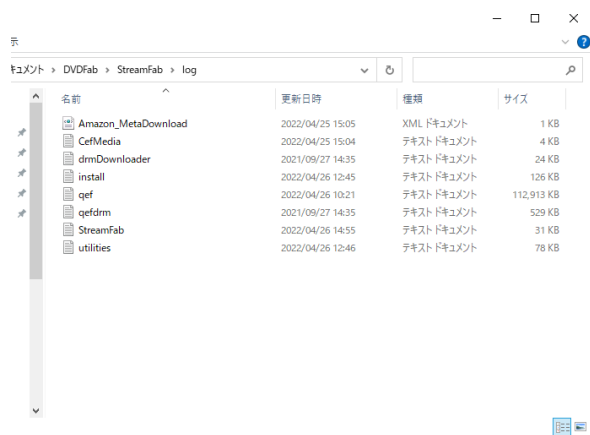 示
キュメント › DVDFab › StreamFab › log
名前 更新日時 種類 サイズ
Amazon_MetaDownload 2022/04/25 15:05 XML ドキュメント 1 KB
CefMedia 2022/04/25 15:04 テキスト ドキュメント 4 KB
drmDownloader 2021/09/27 14:35 テキスト ドキュメント 24 KB
install 2022/04/26 12:45 テキスト ドキュメント 126 KB
qef 2022/04/26 10:21 テキスト ドキュメント 112,913 KB
qefdrm 2021/09/27 14:35 テキスト ドキュメント 529 KB
StreamFab 2022/04/26 14:55 テキスト ドキュメント 31 KB
utilities 2022/04/26 12:46 テキスト ドキュメント 78 KB